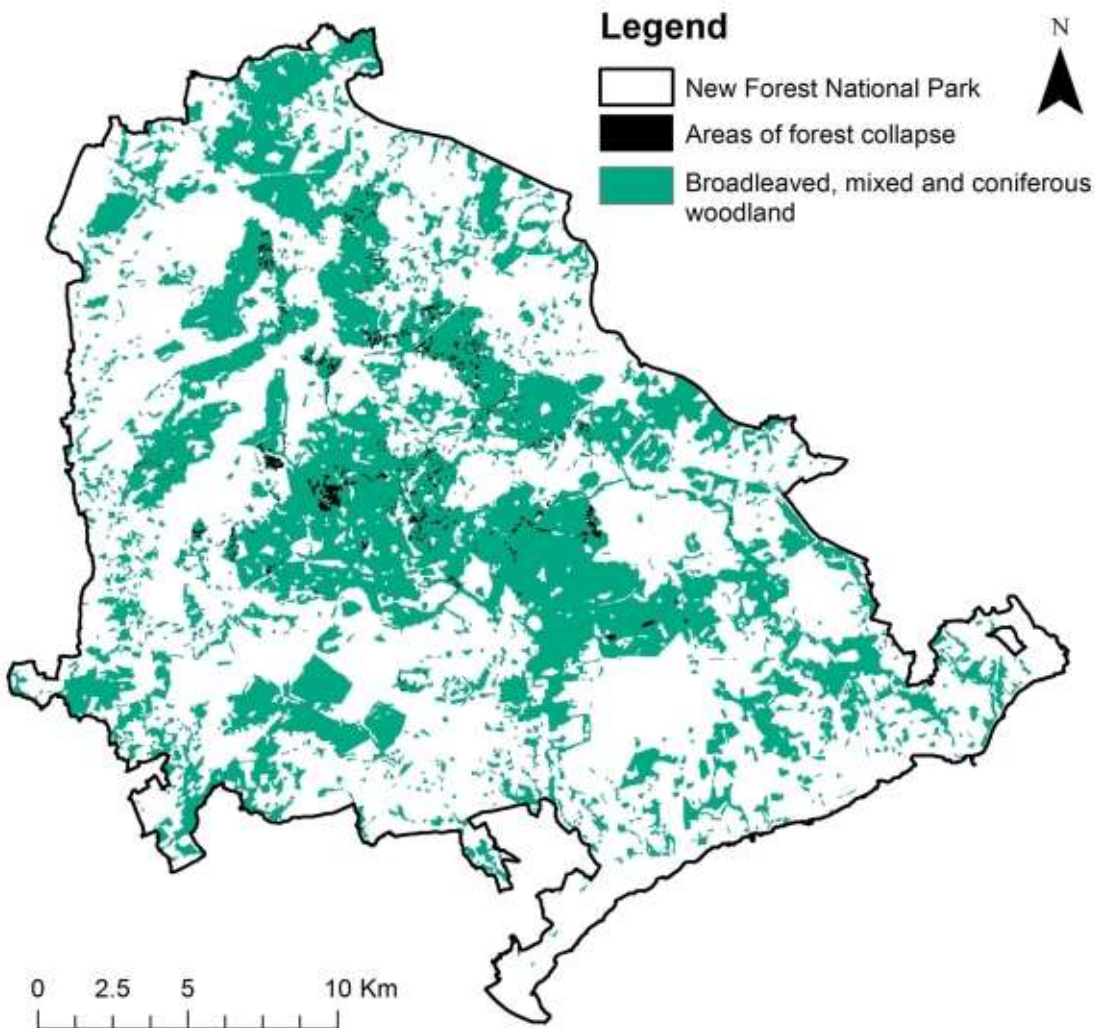 Legend
N
New Forest National Park
Areas of forest collapse
Broadleaved, mixed and coniferous
woodland
0 2.5 5 10 Km